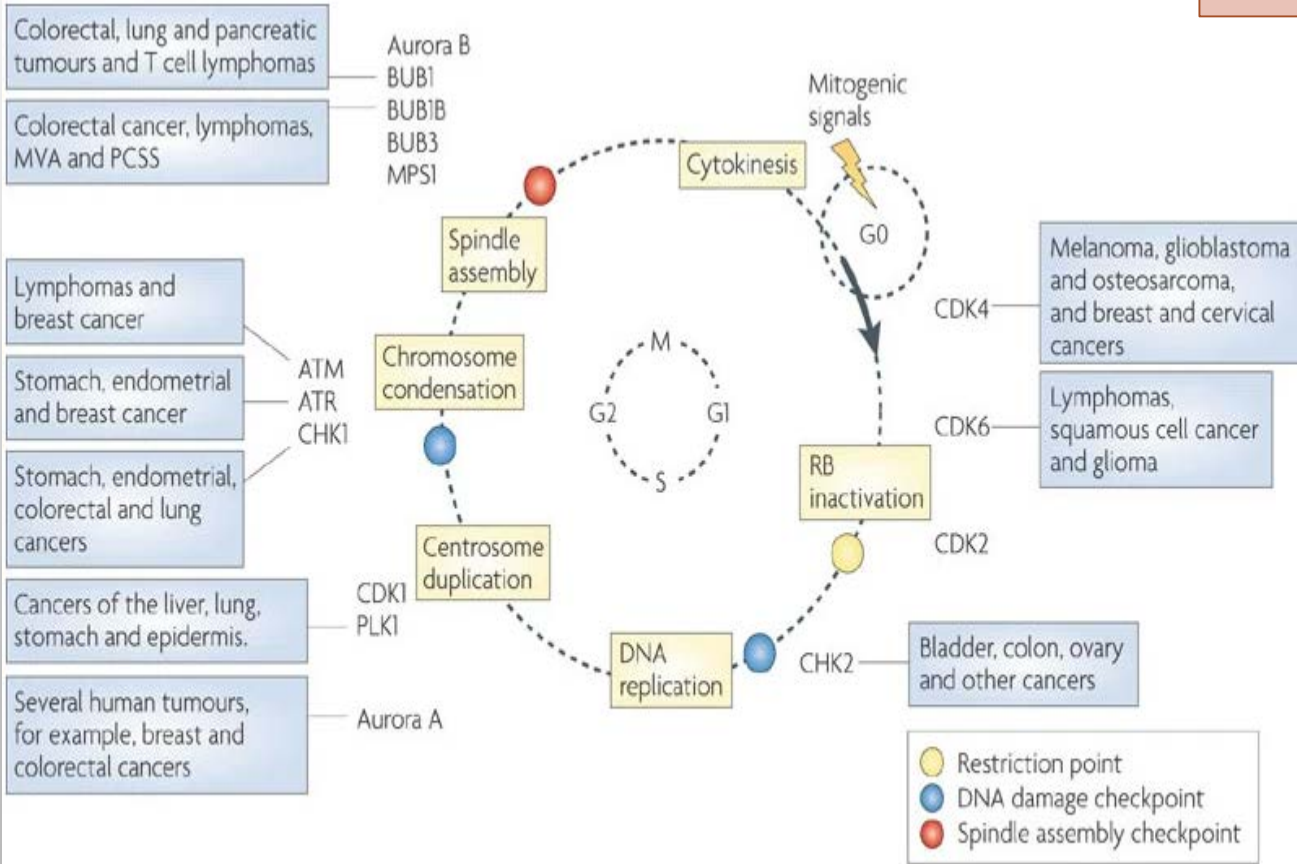 Colorectal, lung and pancreatic
tumours and T cell lymphomas
Colorectal cancer, lymphomas,
MVA and PCSS
Aurora B
BUB1
BUB1B
BUB3
MPS1
Mitogenic
signals
Cytokinesis
G0
Spindle
assembly
Lymphomas and
breast cancer
Stomach, endometrial
and breast cancer
Stomach, endometrial,
colorectal and lung
cancers
ATM
ATR
CHK1
Chromosome
condensation
M
G2
G1
S
CDK4
Melanoma, glioblastoma
and osteosarcoma,
and breast and cervical
cancers
CDK6
Lymphomas,
squamous cell cancer
and glioma
RB
inactivation
CDK2
Centrosome
duplication
CDK1
PLK1
Cancers of the liver, lung,
stomach and epidermis.
DNA
replication
CHK2
Bladder, colon, ovary
and other cancers
Several human tumours,
for example, breast and
colorectal cancers
Aurora A
Restriction point
DNA damage checkpoint
Spindle assembly checkpoint